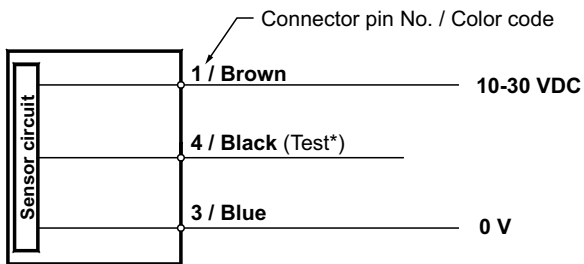 Connector pin No. / Color code
1 / Brown
10-30 VDC
Sensor circuit
4 / Black (Test*)
3 / Blue
0 V